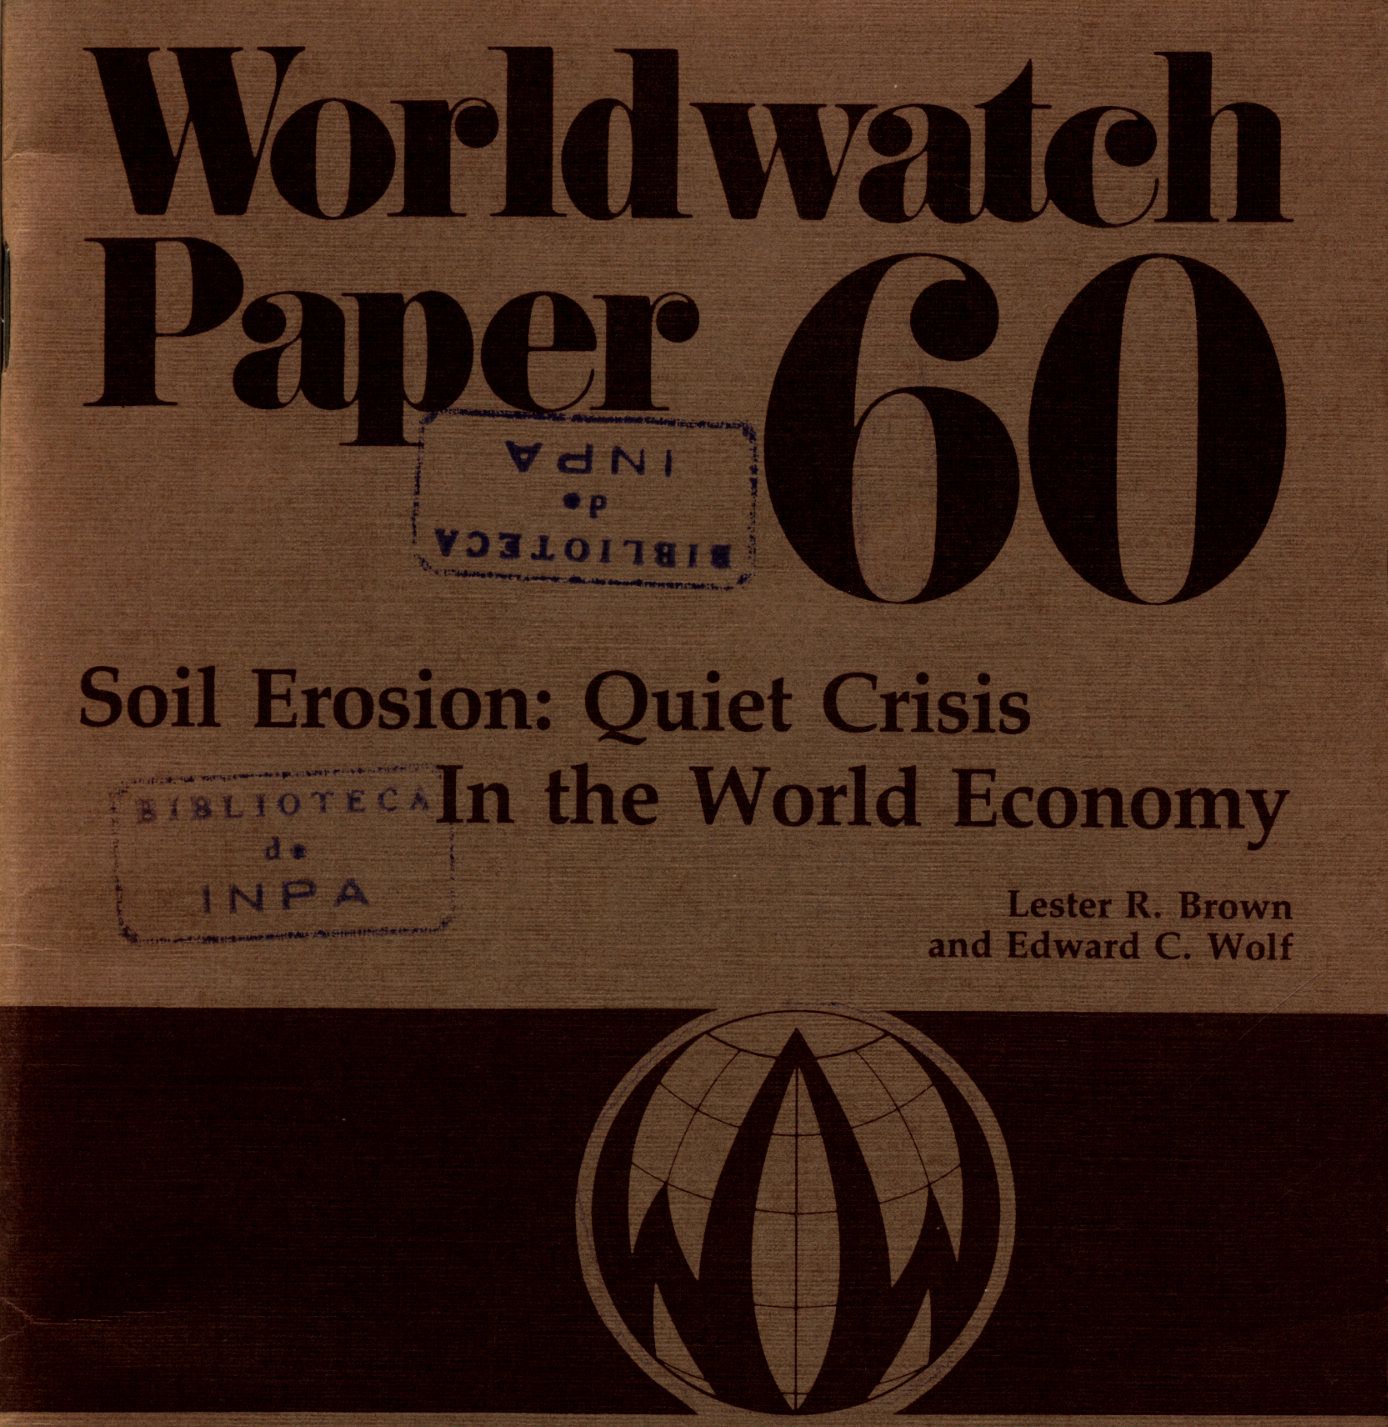 Worldwatch
Paper 60
INPA
de
BIBLIOTECA
Soil Erosion: Quiet Crisis
In the World Economy
BIBLIOTECA
de
INPA
Lester R. Brown
and Edward C. Wolf